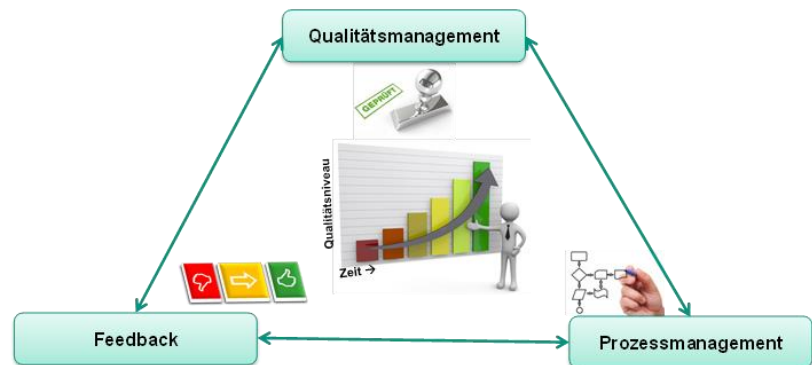 Qualitätsmanagement
GEPRÜFT
Qualitätsniveau
Zeit →
Feedback
Prozessmanagement